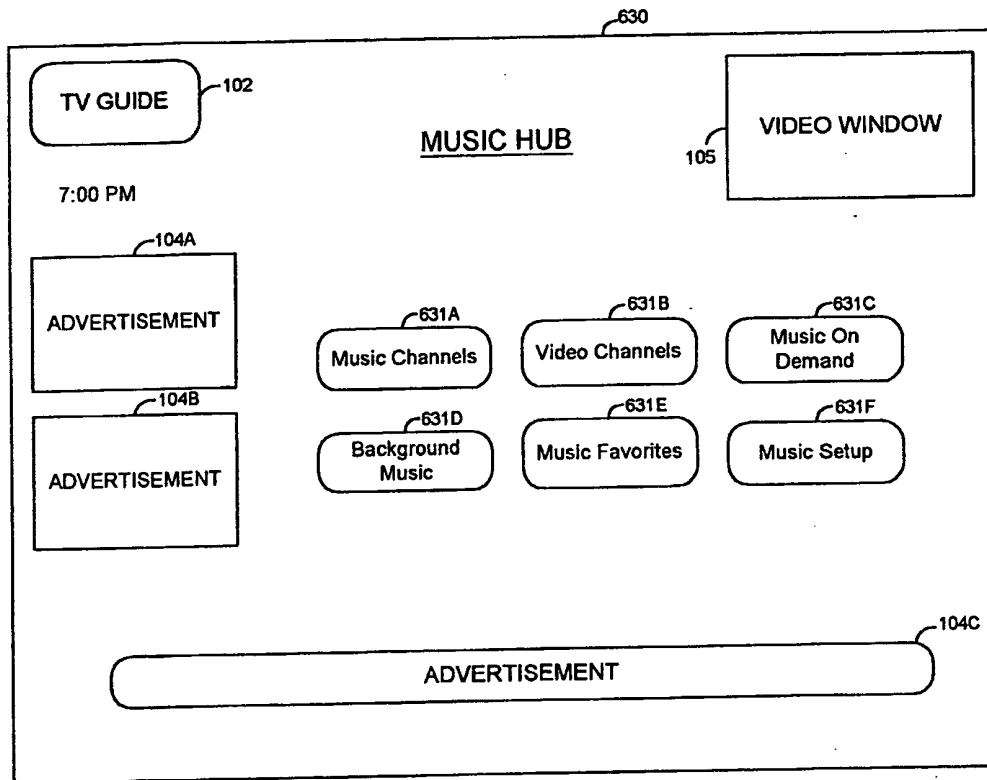 630
TV GUIDE
102
MUSIC HUB
VIDEO WINDOW
105
7:00 PM
104A
ADVERTISEMENT
104B
ADVERTISEMENT
631A
Music Channels
631B
Video Channels
631C
Music On
Demand
631D
Background
Music
631E
Music Favorites
631F
Music Setup
104C
ADVERTISEMENT